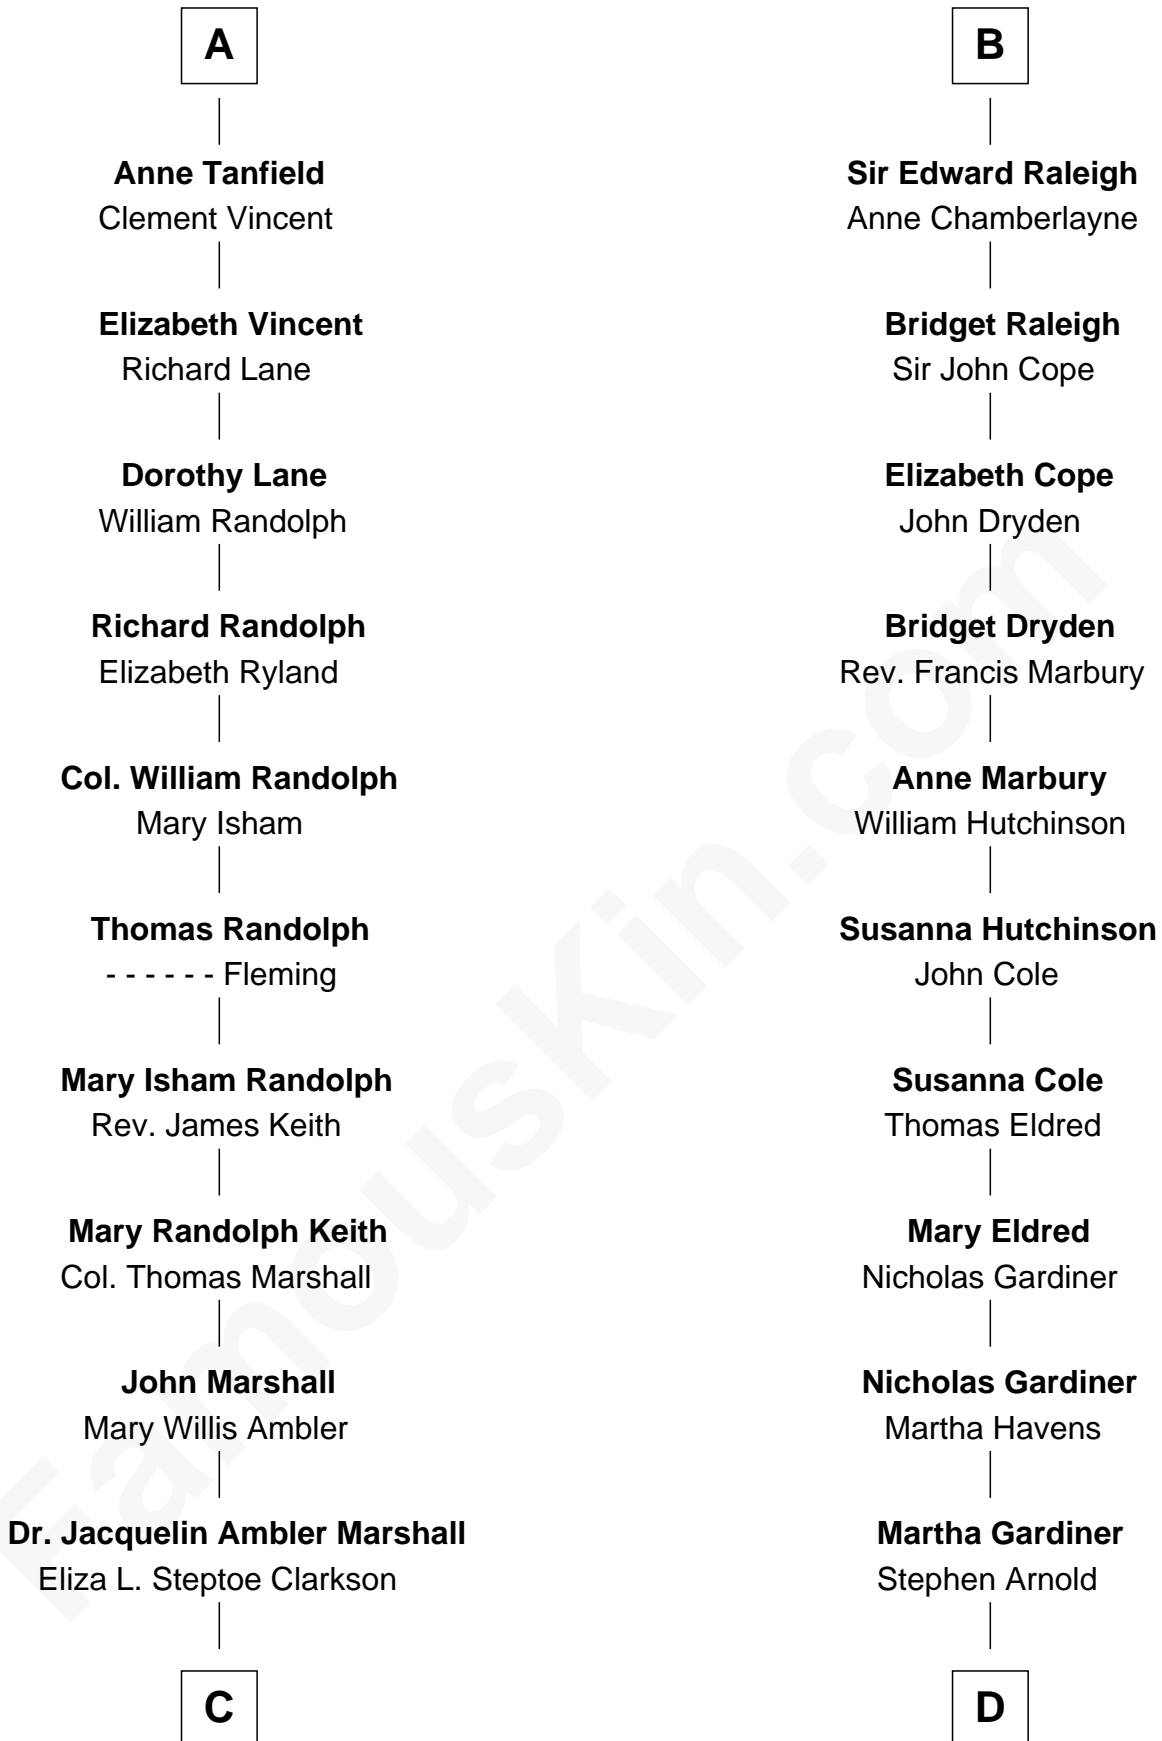 A
Anne Tanfield
Clement Vincent
Elizabeth Vincent
Richard Lane
Dorothy Lane
William Randolph
Richard Randolph
Elizabeth Ryland
Col. William Randolph
Mary Isham
Thomas Randolph
- - - - - - Fleming
Mary Isham Randolph
Rev. James Keith
Mary Randolph Keith
Col. Thomas Marshall
John Marshall
Mary Willis Ambler
Dr. Jacquelin Ambler Marshall
Eliza L. Steptoe Clarkson
C
B
Sir Edward Raleigh
Anne Chamberlayne
Bridget Raleigh
Sir John Cope
Elizabeth Cope
John Dryden
Bridget Dryden
Rev. Francis Marbury
Anne Marbury
William Hutchinson
Susanna Hutchinson
John Cole
Susanna Cole
Thomas Eldred
Mary Eldred
Nicholas Gardiner
Nicholas Gardiner
Martha Havens
Martha Gardiner
Stephen Arnold
D
FamousKin.com